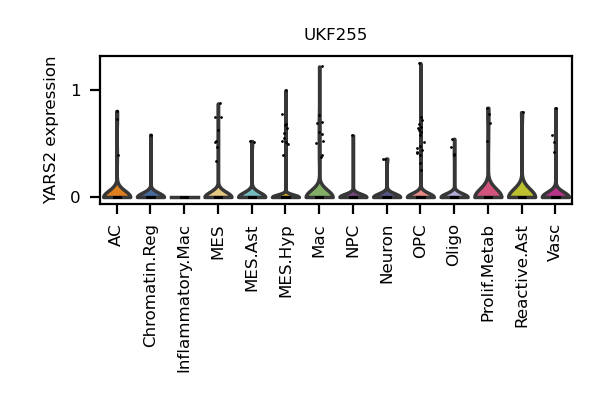 UKF255
YARS2 expression
1
0
AC
Chromatin.Reg
Inflammatory.Mac
MES
MES.Ast
MES.Hyp
Mac
NPC
Neuron
OPC
Oligo
Prolif.Metab
Reactive.Ast
Vasc